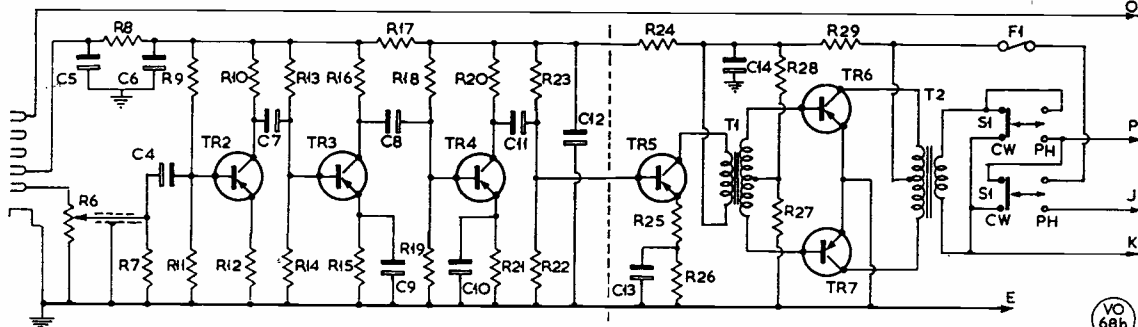 O
R8
R17
R24
R29
F1
C5
C6
R9
R10
R13
R16
R18
R20
R23
C14
R28
TR6
T2
C7
C8
C11
C12
S1
TR2
TR3
TR4
TR5
T1
CW
PH
P
C4
S1
R6
R25
R27
CW
PH
J
R7
R11
R12
R14
R15
C9
R19
C10
R21
R22
C13
R26
TR7
K
E
VO
68b